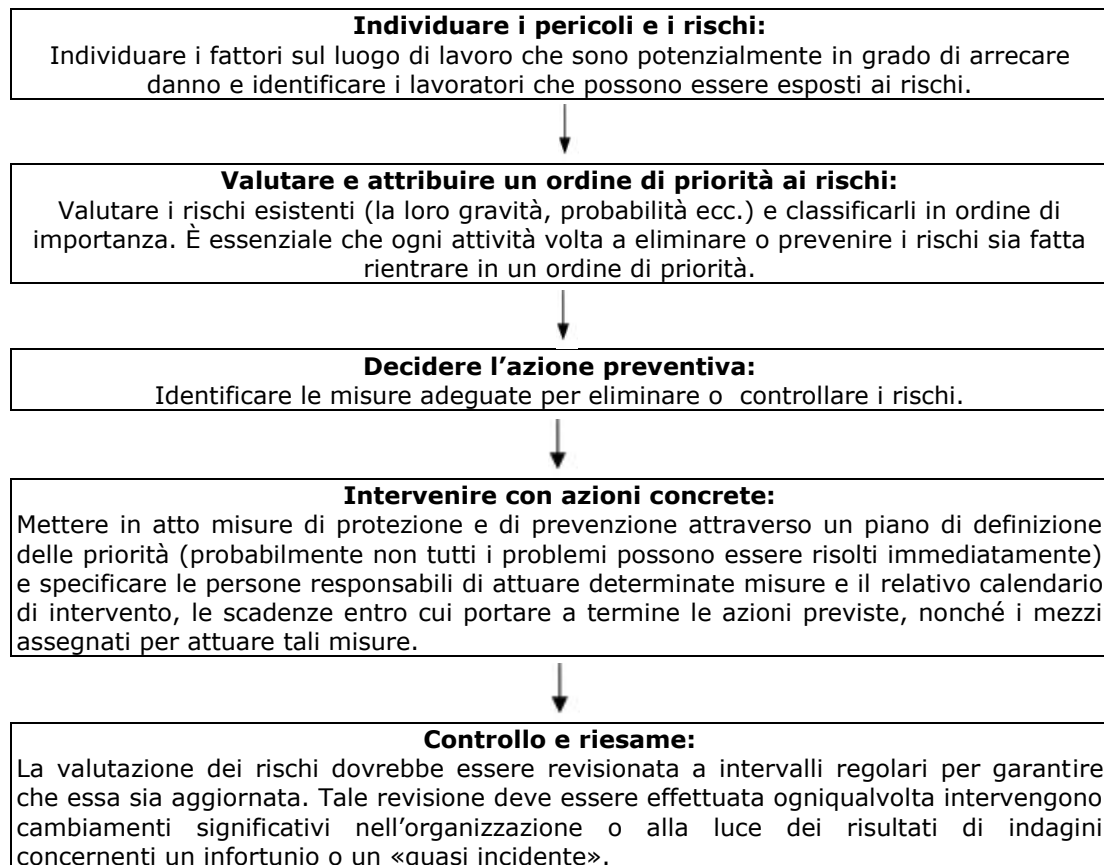 Individuare i pericoli e i rischi:
Individuare i fattori sul luogo di lavoro che sono potenzialmente in grado di arrecare
danno e identificare i lavoratori che possono essere esposti ai rischi.
Valutare e attribuire un ordine di priorità ai rischi:
Valutare i rischi esistenti (la loro gravità, probabilità ecc.) e classificarli in ordine di
importanza. È essenziale che ogni attività volta a eliminare o prevenire i rischi sia fatta
rientrare in un ordine di priorità.
Decidere l’azione preventiva:
Identificare le misure adeguate per eliminare o controllare i rischi.
Intervenire con azioni concrete:
Mettere in atto misure di protezione e di prevenzione attraverso un piano di definizione
delle priorità (probabilmente non tutti i problemi possono essere risolti immediatamente)
e specificare le persone responsabili di attuare determinate misure e il relativo calendario
di intervento, le scadenze entro cui portare a termine le azioni previste, nonché i mezzi
assegnati per attuare tali misure.
Controllo e riesame:
La valutazione dei rischi dovrebbe essere revisionata a intervalli regolari per garantire
che essa sia aggiornata. Tale revisione deve essere effettuata ogniqualvolta intervengono
cambiamenti significativi nell’organizzazione o alla luce dei risultati di indagini
concernenti un infortunio o un «quasi incidente».